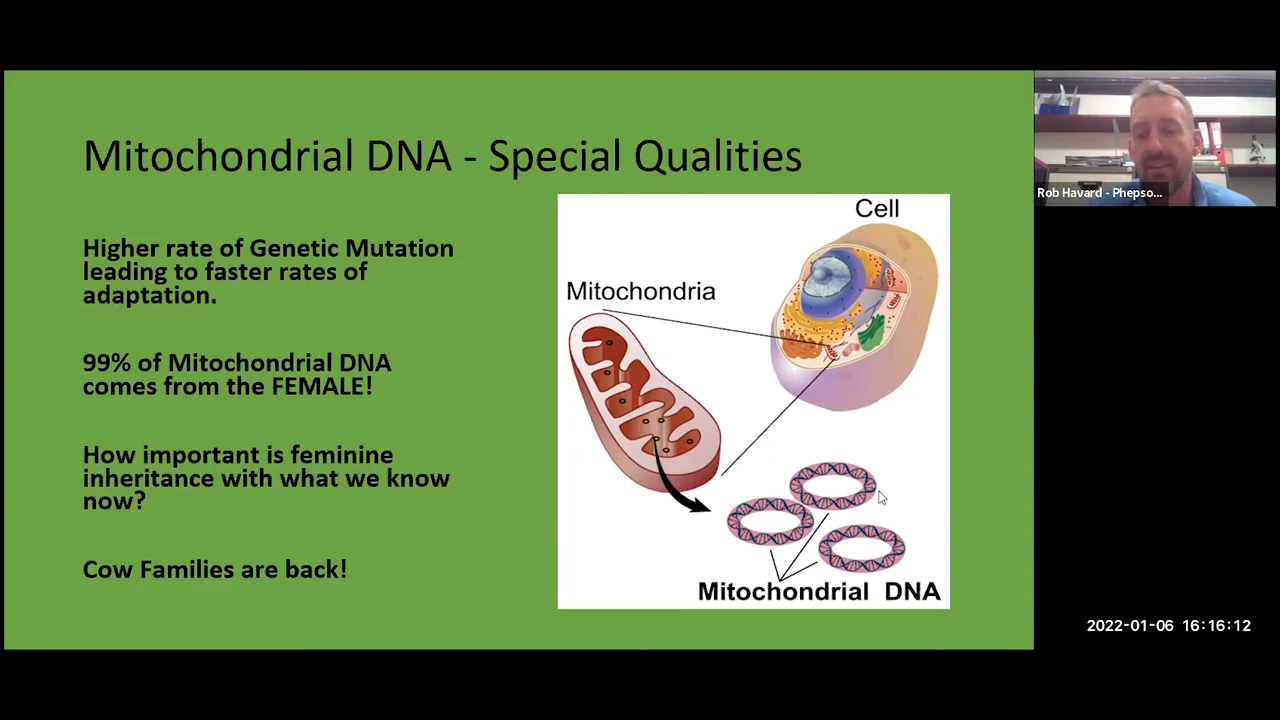 Mitochondrial DNA - Special Qualities
Higher rate of Genetic Mutation
leading to faster rates of
adaptation.
99% of Mitochondrial DNA
comes from the FEMALE!
How important is feminine
inheritance with what we know
now?
Cow Families are back!
Cell
Mitochondria
Mitochondrial DNA
Rob Havard - Phepso...
2022-01-06 16:16:12